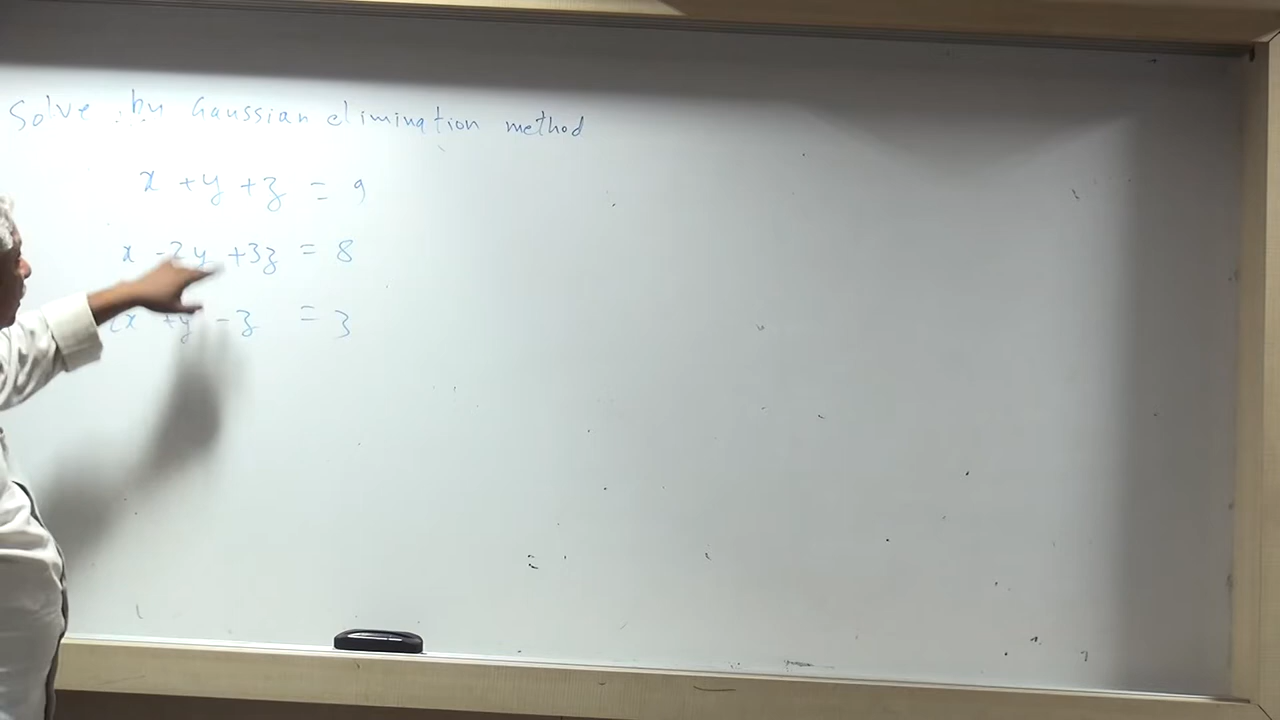 Solve by Gaussian elimination method
x + y + z = 9
x - 2y + 3z = 8
2x + y - z = 3